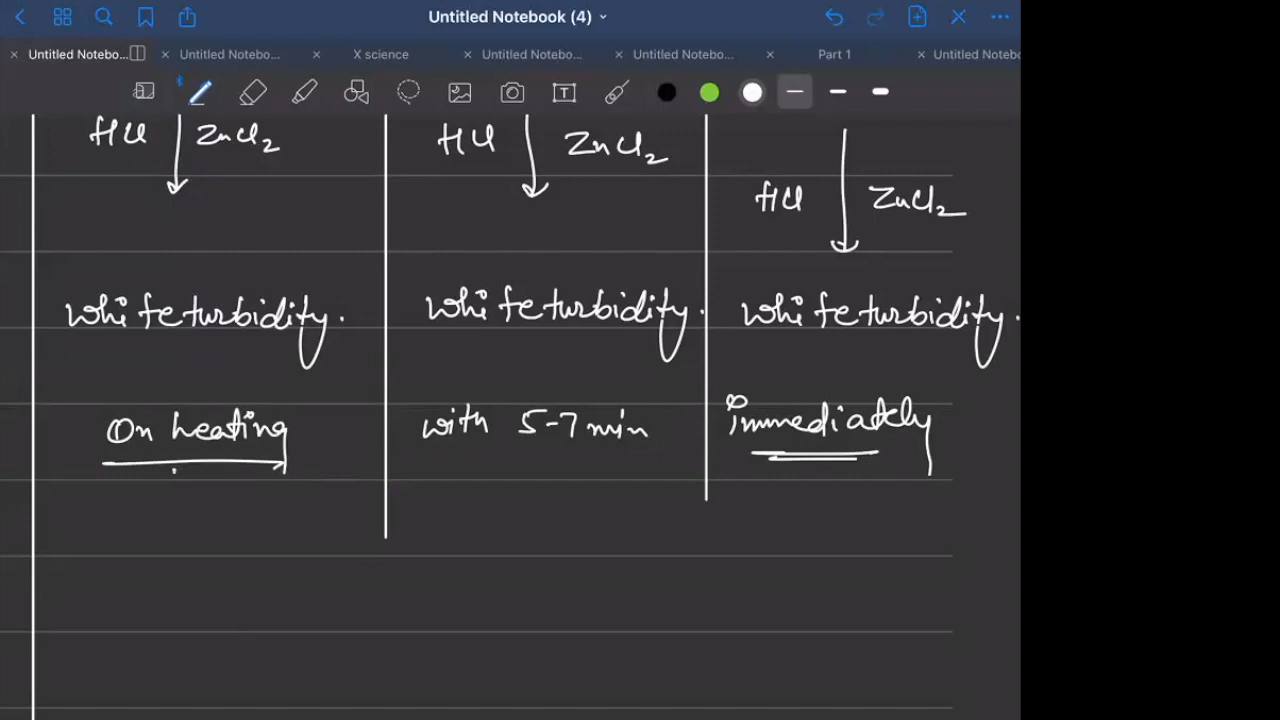 Untitled Notebook (4)
Untitled Notebo...
Untitled Notebo...
X science
Untitled Notebo...
Untitled Notebo...
Part 1
Untitled Notebo
T
HCl ZnCl2
HCl ZnCl2
HCl ZnCl2
white turbidity.
white turbidity.
white turbidity.
On heating
with 5-7 min
immediately